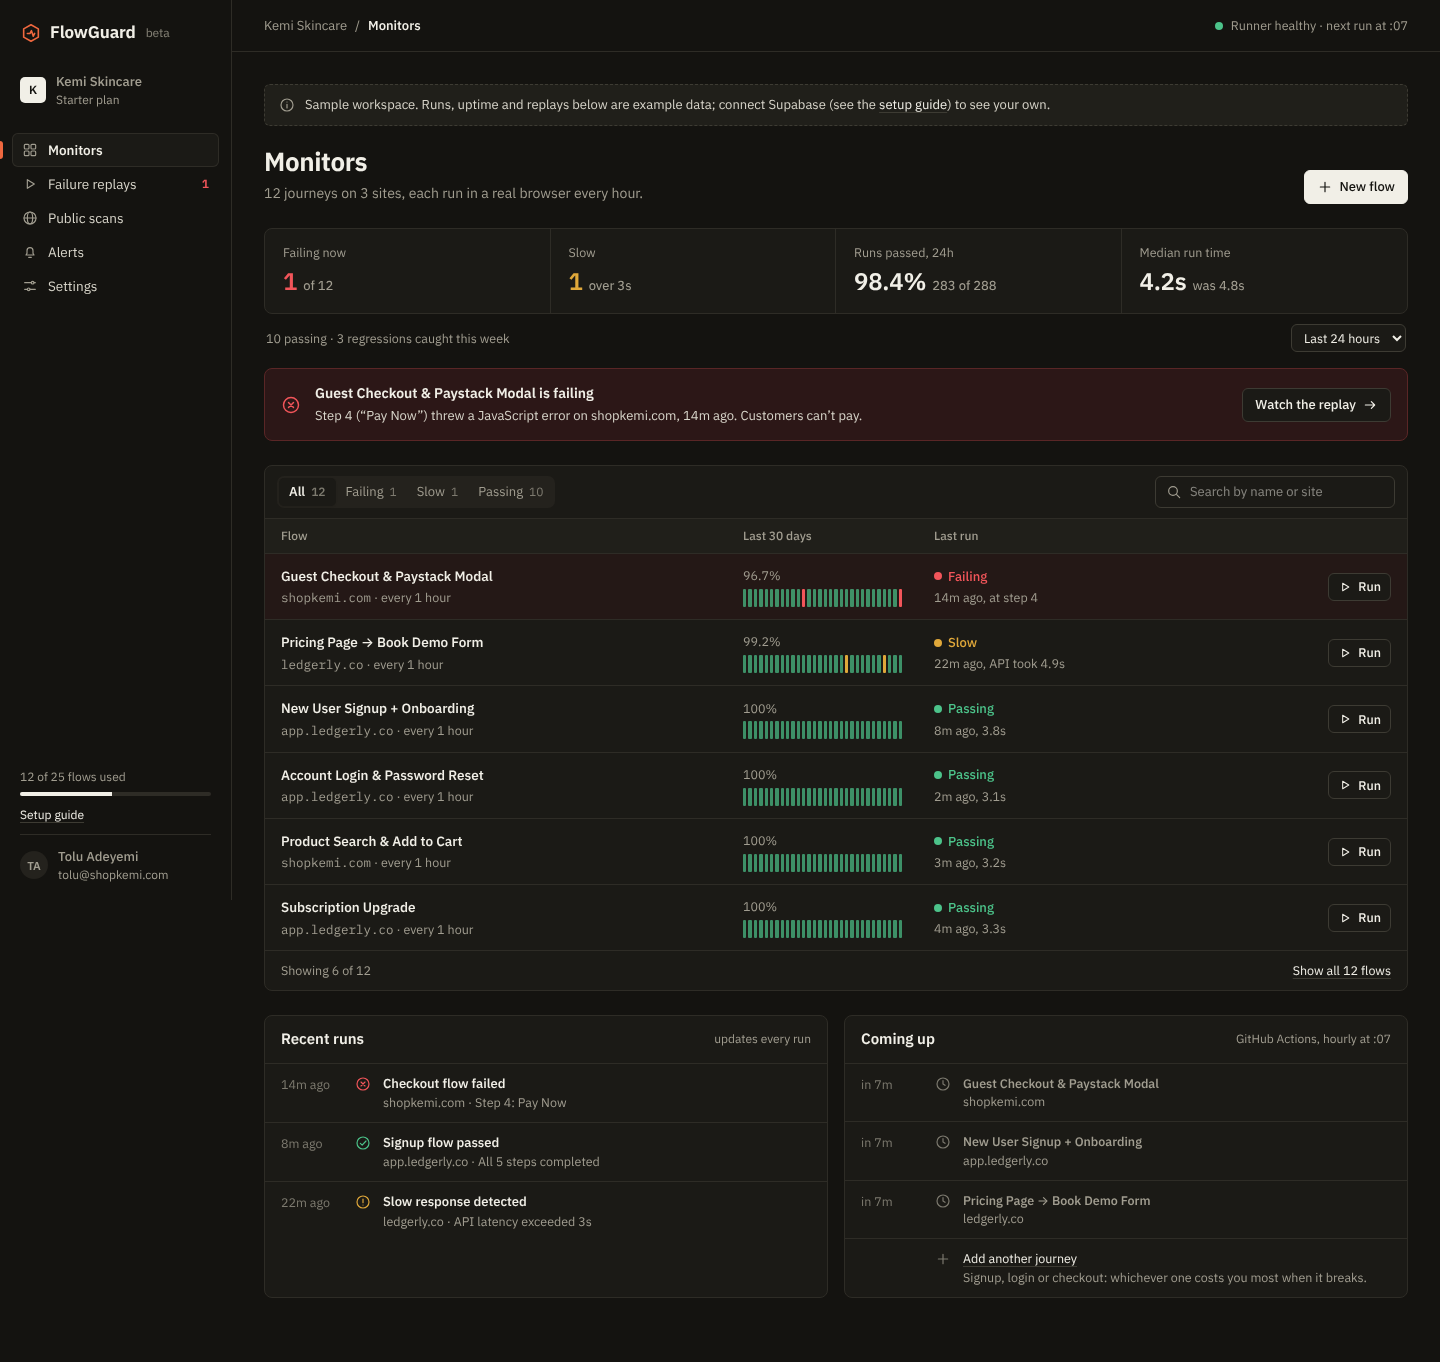 FlowGuard beta
K
Kemi Skincare
Starter plan
Monitors
Failure replays 1
Public scans
Alerts
Settings
12 of 25 flows used
Setup guide
TA
Tolu Adeyemi
tolu@shopkemi.com
Kemi Skincare / Monitors
Runner healthy · next run at :07
Sample workspace. Runs, uptime and replays below are example data; connect Supabase (see the setup guide) to see your own.
Monitors
12 journeys on 3 sites, each run in a real browser every hour.
New flow
Failing now
1 of 12
Slow
1 over 3s
Runs passed, 24h
98.4% 283 of 288
Median run time
4.2s was 4.8s
10 passing · 3 regressions caught this week
Last 24 hours
Guest Checkout & Paystack Modal is failing
Step 4 (“Pay Now”) threw a JavaScript error on shopkemi.com, 14m ago. Customers can’t pay.
Watch the replay →
All 12 Failing 1 Slow 1 Passing 10
Search by name or site
Flow Last 30 days Last run
Guest Checkout & Paystack Modal
shopkemi.com · every 1 hour
96.7%
Failing
14m ago, at step 4
Run
Pricing Page → Book Demo Form
ledgerly.co · every 1 hour
99.2%
Slow
22m ago, API took 4.9s
Run
New User Signup + Onboarding
app.ledgerly.co · every 1 hour
100%
Passing
8m ago, 3.8s
Run
Account Login & Password Reset
app.ledgerly.co · every 1 hour
100%
Passing
2m ago, 3.1s
Run
Product Search & Add to Cart
shopkemi.com · every 1 hour
100%
Passing
3m ago, 3.2s
Run
Subscription Upgrade
app.ledgerly.co · every 1 hour
100%
Passing
4m ago, 3.3s
Run
Showing 6 of 12
Show all 12 flows
Recent runs
updates every run
14m ago
Checkout flow failed
shopkemi.com · Step 4: Pay Now
8m ago
Signup flow passed
app.ledgerly.co · All 5 steps completed
22m ago
Slow response detected
ledgerly.co · API latency exceeded 3s
Coming up
GitHub Actions, hourly at :07
in 7m
Guest Checkout & Paystack Modal
shopkemi.com
in 7m
New User Signup + Onboarding
app.ledgerly.co
in 7m
Pricing Page → Book Demo Form
ledgerly.co
Add another journey
Signup, login or checkout: whichever one costs you most when it breaks.